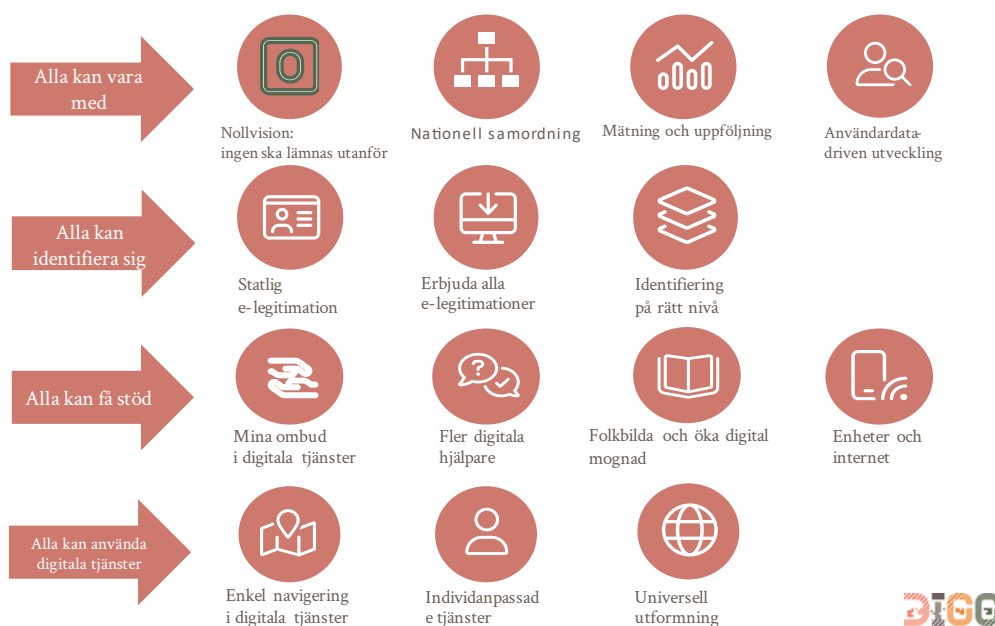 Alla kan vara
med
0
Nollvision:
ingen ska lämnas utanför
Nationell samordning
Mätning och uppföljning
Användardata-
driven utveckling
Alla kan
identifiera sig
Statlig
e-legitimation
Erbjuda alla
e-legitimationer
Identifiering
på rätt nivå
Alla kan få stöd
Mina ombud
i digitala tjänster
?
Fler digitala
hjälpare
Folkbilda och öka digital
mognad
Enheter och
internet
Alla kan använda
digitala tjänster
Enkel navigering
i digitala tjänster
Individanpassad
e tjänster
Universell
utformning
DIGG